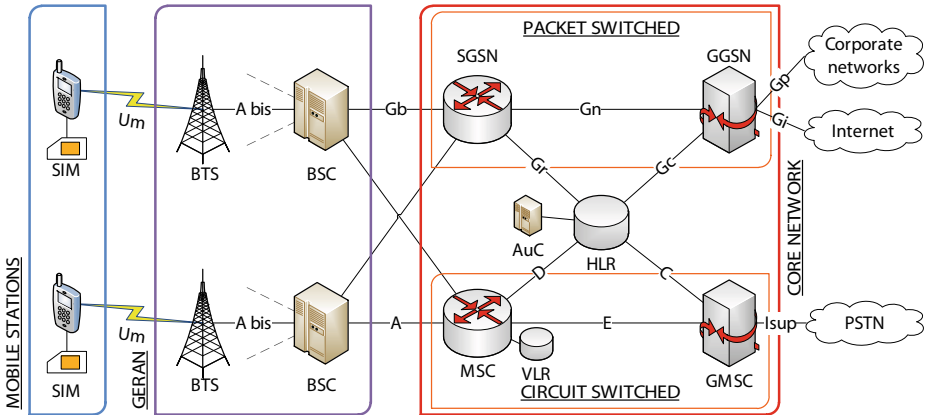 PACKET SWITCHED
SGSN
GGSN
Corporate
networks
Gp
Gi
Internet
Um
A bis
Gb
Gn
SIM
BTS
BSC
Gr
Gc
AuC
HLR
CORE NETWORK
D
C
MOBILE STATIONS
GERAN
Um
A bis
A
E
Isup
PSTN
SIM
BTS
BSC
MSC
VLR
GMSC
CIRCUIT SWITCHED